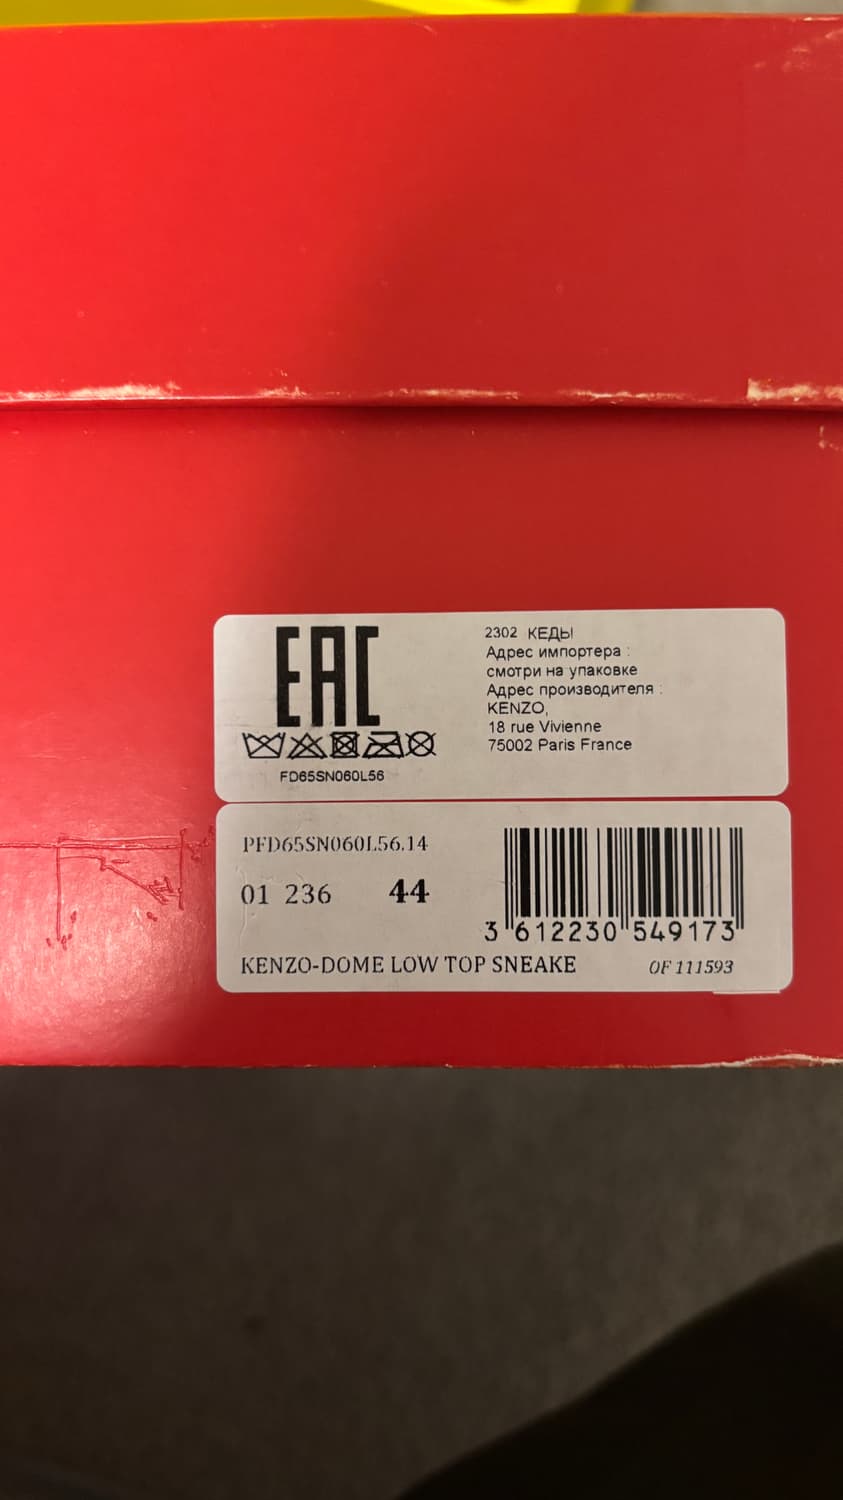 EAC
FD65SN060L56
2302 КЕДЫ
Адрес импортера :
смотри на упаковке
Адрес производителя :
KENZO,
18 rue Vivienne
75002 Paris France
PFD65SN060L56.14
01 236 44
3 612230 549173
KENZO-DOME LOW TOP SNEAKE OF 111593